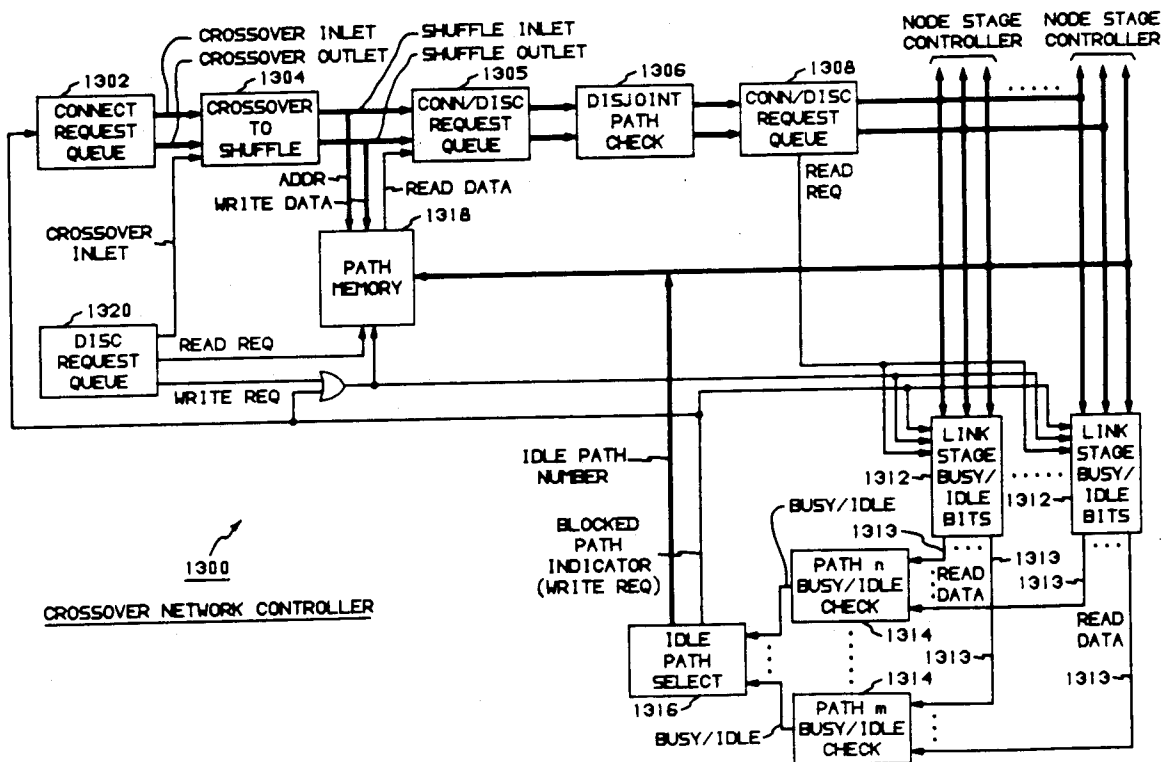 NODE STAGE CONTROLLER
NODE STAGE CONTROLLER
CROSSOVER INLET
CROSSOVER OUTLET
SHUFFLE INLET
SHUFFLE OUTLET
1302
CONNECT REQUEST QUEUE
1304
CROSSOVER TO SHUFFLE
1305
CONN/DISC REQUEST QUEUE
1306
DISJOINT PATH CHECK
1308
CONN/DISC REQUEST QUEUE
ADDR
WRITE DATA
READ DATA
READ REQ
1318
PATH MEMORY
CROSSOVER INLET
1320
DISC REQUEST QUEUE
READ REQ
WRITE REQ
IDLE PATH NUMBER
BLOCKED PATH INDICATOR (WRITE REQ)
LINK STAGE BUSY/ IDLE BITS
1312
LINK STAGE BUSY/ IDLE BITS
1312
BUSY/IDLE
1313
1313
1313
READ DATA
READ DATA
PATH n BUSY/IDLE CHECK
1314
1313
1313
1314
PATH m BUSY/IDLE CHECK
BUSY/IDLE
IDLE PATH SELECT
1316
1300
CROSSOVER NETWORK CONTROLLER